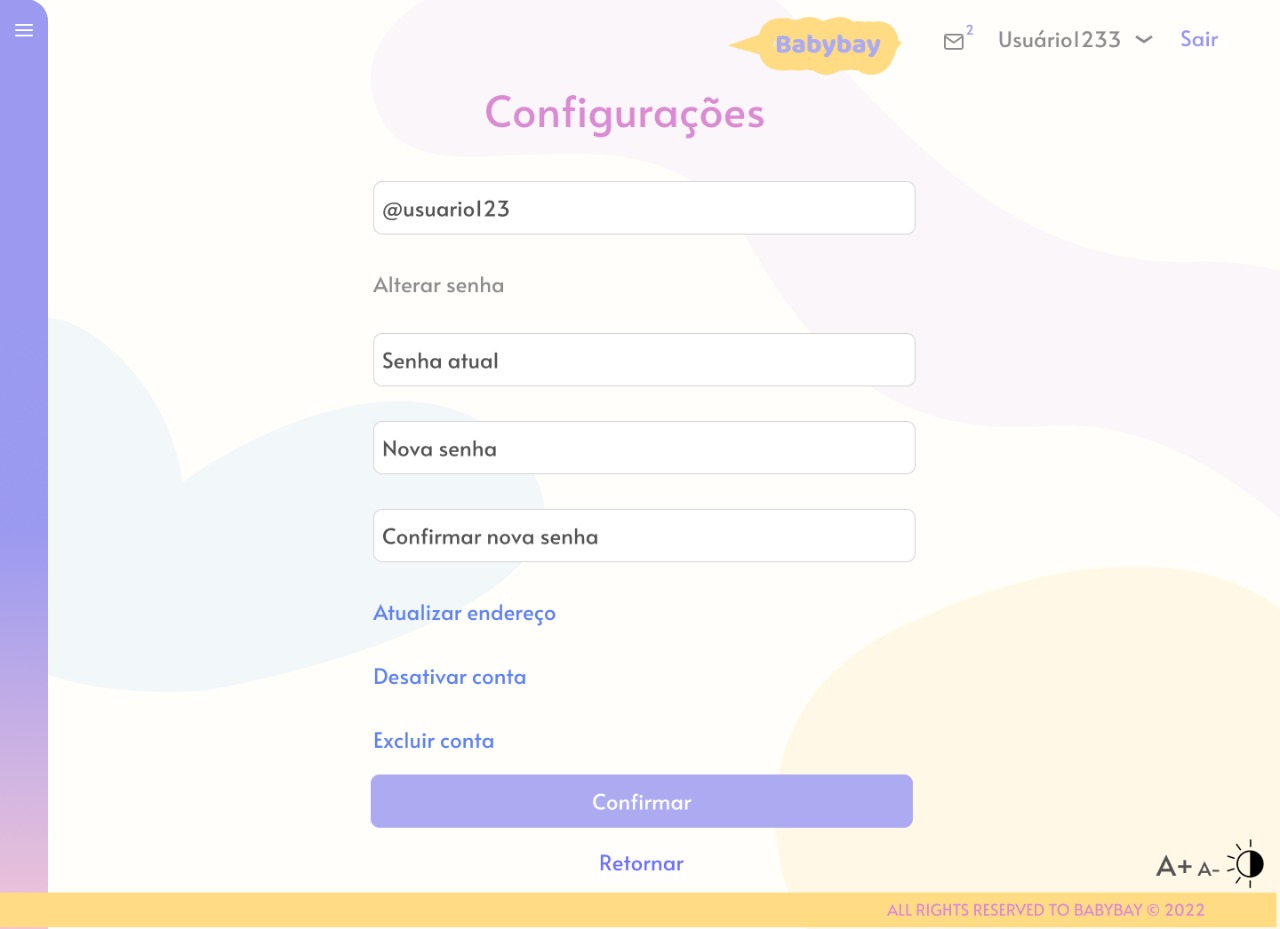 Babybay
2
Usuário1233
Sair
Configurações
@usuario123
Alterar senha
Senha atual
Nova senha
Confirmar nova senha
Atualizar endereço
Desativar conta
Excluir conta
Confirmar
Retornar
A+ A-
ALL RIGHTS RESERVED TO BABYBAY © 2022